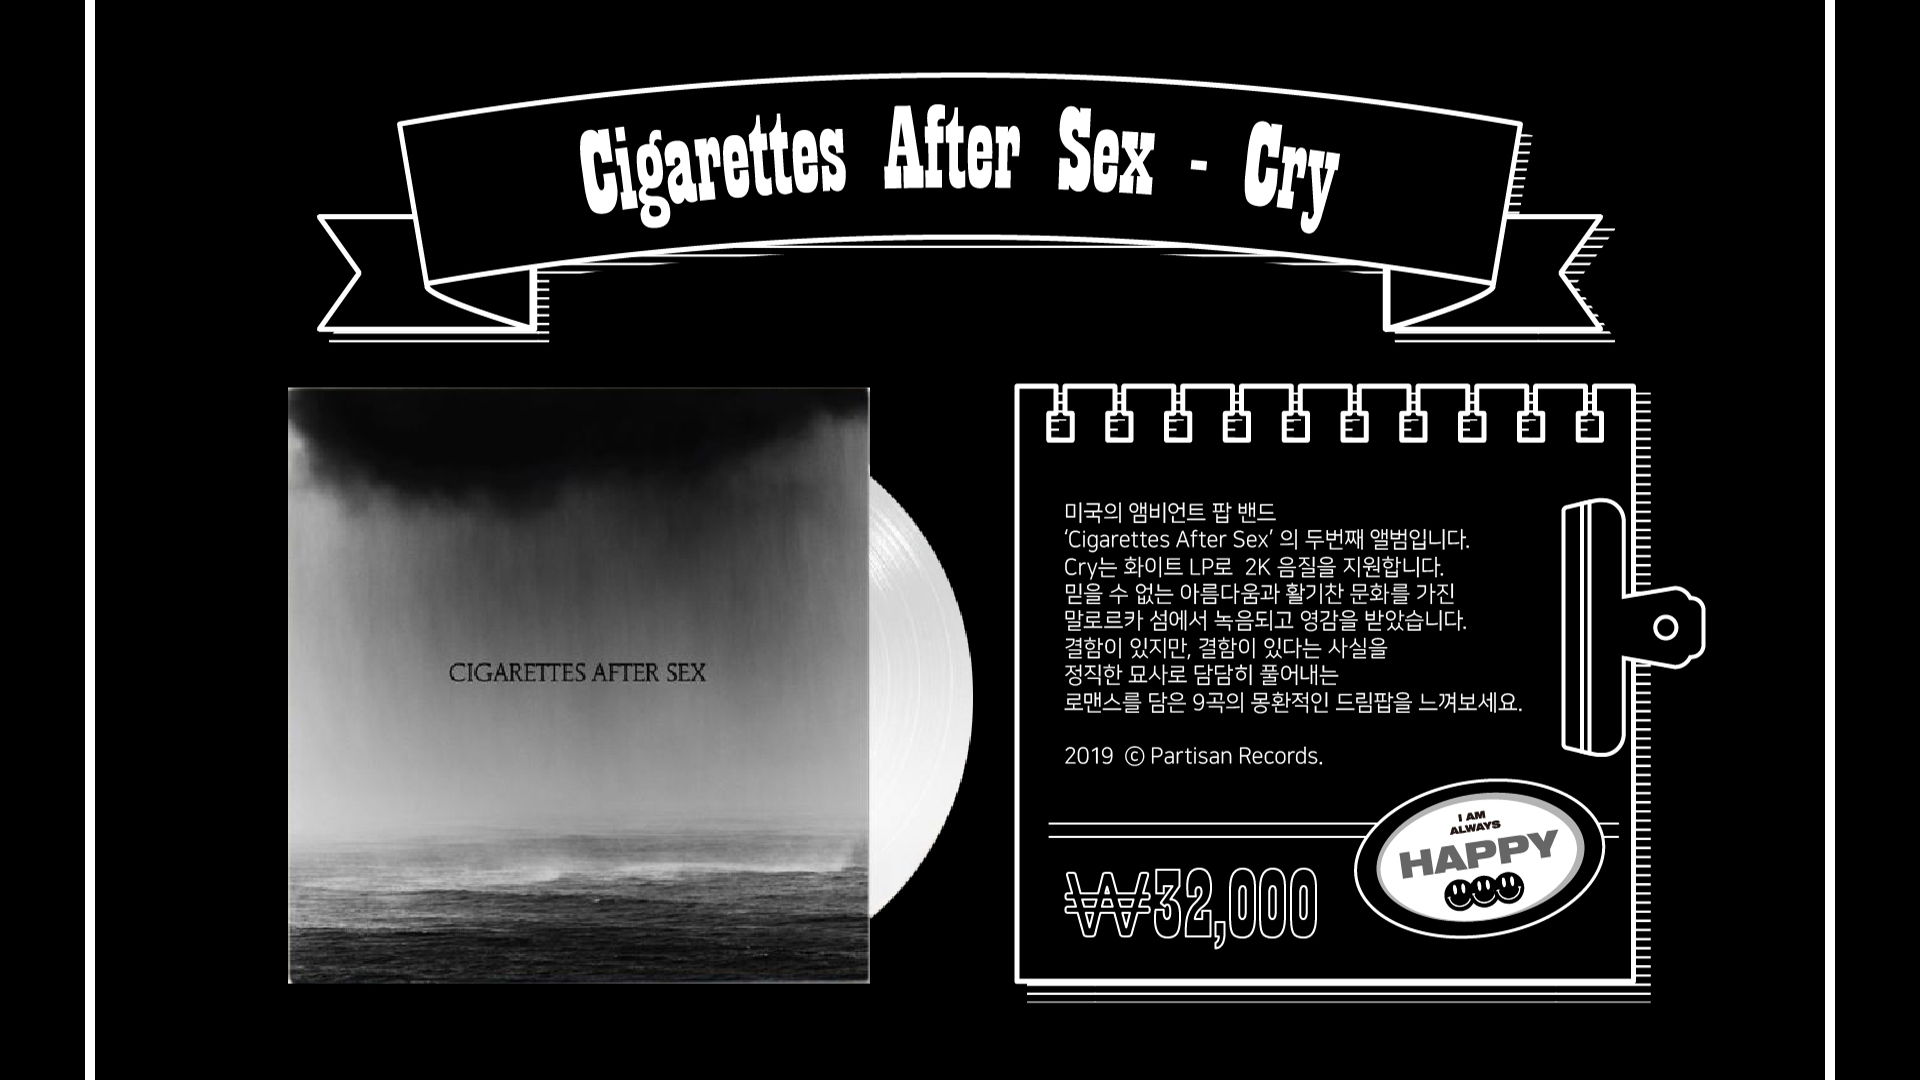 Cigarettes After Sex - Cry
CIGARETTES AFTER SEX
미국의 앰비언트 팝 밴드
‘Cigarettes After Sex’ 의 두번째 앨범입니다.
Cry는 화이트 LP로 2K 음질을 지원합니다.
믿을 수 없는 아름다움과 활기찬 문화를 가진
말로르카 섬에서 녹음되고 영감을 받았습니다.
결함이 있지만, 결함이 있다는 사실을
정직한 묘사로 담담히 풀어내는
로맨스를 담은 9곡의 몽환적인 드림팝을 느껴보세요.
2019 ⓒ Partisan Records.
I AM
ALWAYS
HAPPY
₩32,000